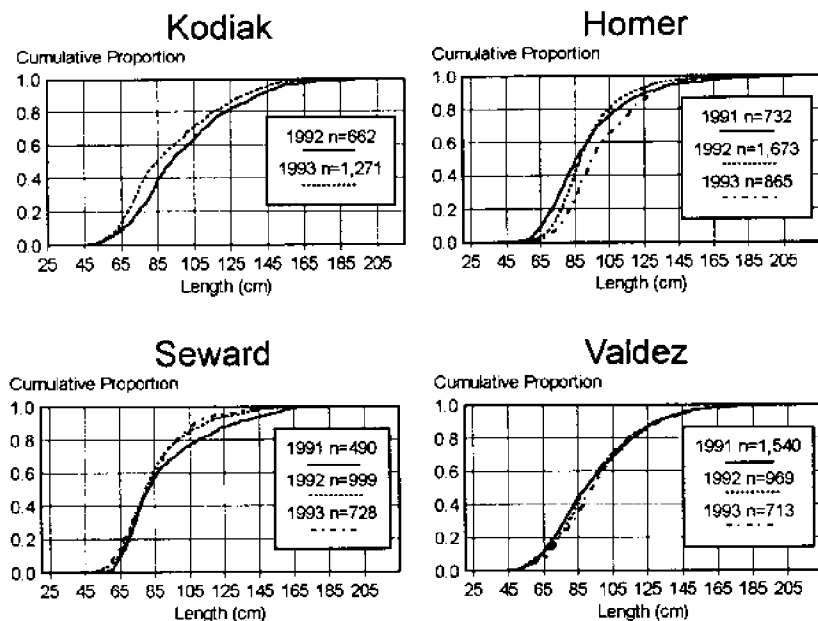 Kodiak
Cumulative Proportion
1.0
0.8
0.6
0.4
0.2
0.0
1992 n=662
1993 n=1,271
25 45 65 85 105 125 145 165 185 205
Length (cm)
Homer
Cumulative Proportion
1.0
0.8
0.6
0.4
0.2
0.0
1991 n=732
1992 n=1,673
1993 n=865
25 45 65 85 105 125 145 165 185 205
Length (cm)
Seward
Cumulative Proportion
1.0
0.8
0.6
0.4
0.2
0.0
1991 n=490
1992 n=999
1993 n=728
25 45 65 85 105 125 145 165 185 205
Length (cm)
Valdez
Cumulative Proportion
1.0
0.8
0.6
0.4
0.2
0.0
1991 n=1,540
1992 n=969
1993 n=713
25 45 65 85 105 125 145 165 185 205
Length (cm)